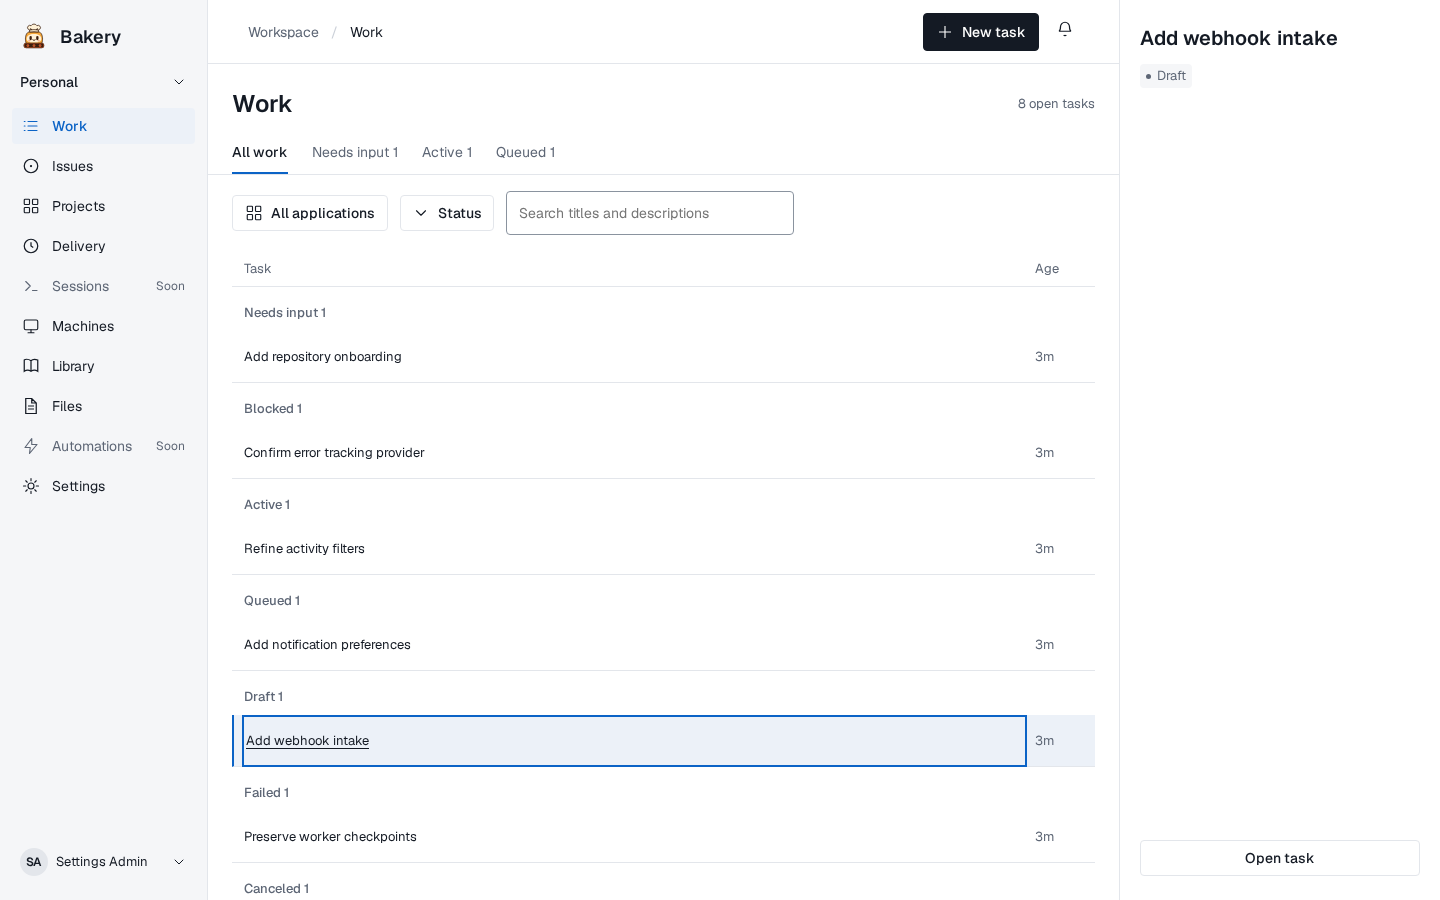 Bakery
Personal
Work
Issues
Projects
Delivery
Sessions Soon
Machines
Library
Files
Automations Soon
Settings
SA Settings Admin
Workspace / Work
New task
Work
8 open tasks
All work Needs input 1 Active 1 Queued 1
All applications Status Search titles and descriptions
Task Age
Needs input 1
Add repository onboarding 3m
Blocked 1
Confirm error tracking provider 3m
Active 1
Refine activity filters 3m
Queued 1
Add notification preferences 3m
Draft 1
Add webhook intake 3m
Failed 1
Preserve worker checkpoints 3m
Canceled 1
Add webhook intake
Draft
Open task